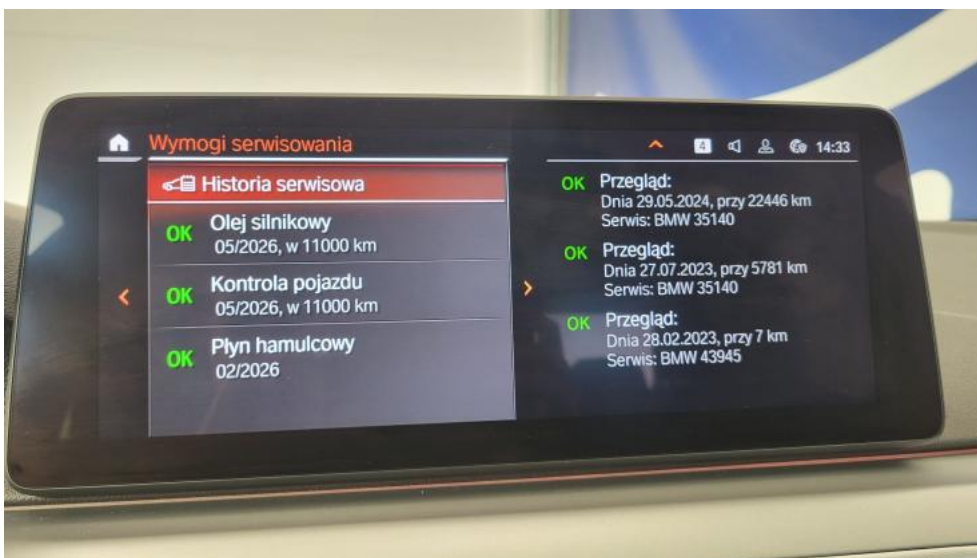 Wymogi serwisowania
4
14:33
Historia serwisowa
OK Olej silnikowy
05/2026, w 11000 km
OK Kontrola pojazdu
05/2026, w 11000 km
OK Płyn hamulcowy
02/2026
OK Przegląd:
Dnia 29.05.2024, przy 22446 km
Serwis: BMW 35140
OK Przegląd:
Dnia 27.07.2023, przy 5781 km
Serwis: BMW 35140
OK Przegląd:
Dnia 28.02.2023, przy 7 km
Serwis: BMW 43945